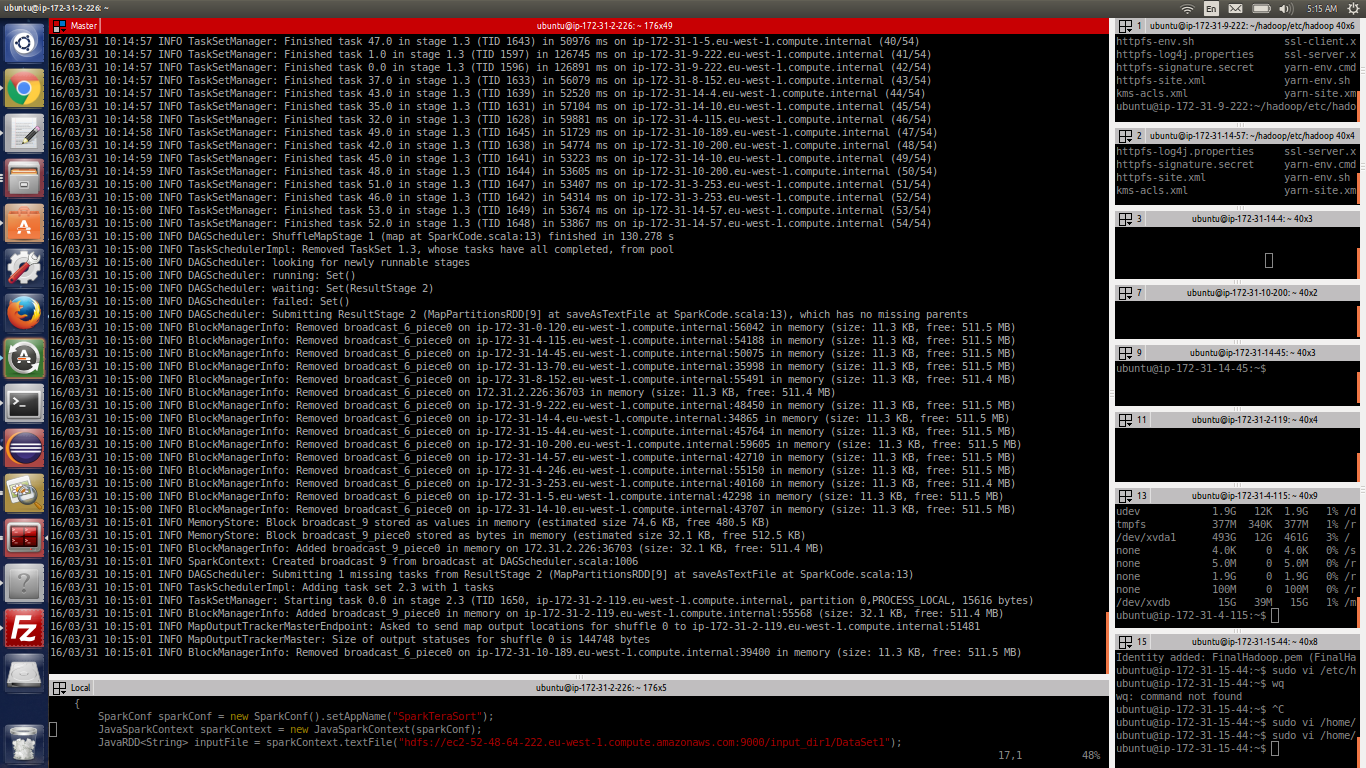 ubuntu@ip-172-31-2-226: ~
En
5:15 AM
Master
ubuntu@ip-172-31-2-226: ~ 176x49
16/03/31 10:14:57 INFO TaskSetManager: Finished task 47.0 in stage 1.3 (TID 1643) in 50976 ms on ip-172-31-1-5.eu-west-1.compute.internal (40/54)
16/03/31 10:14:57 INFO TaskSetManager: Finished task 1.0 in stage 1.3 (TID 1597) in 126745 ms on ip-172-31-9-222.eu-west-1.compute.internal (41/54)
16/03/31 10:14:57 INFO TaskSetManager: Finished task 0.0 in stage 1.3 (TID 1596) in 126891 ms on ip-172-31-9-222.eu-west-1.compute.internal (42/54)
16/03/31 10:14:57 INFO TaskSetManager: Finished task 37.0 in stage 1.3 (TID 1633) in 56079 ms on ip-172-31-8-152.eu-west-1.compute.internal (43/54)
16/03/31 10:14:57 INFO TaskSetManager: Finished task 43.0 in stage 1.3 (TID 1639) in 52520 ms on ip-172-31-14-4.eu-west-1.compute.internal (44/54)
16/03/31 10:14:57 INFO TaskSetManager: Finished task 35.0 in stage 1.3 (TID 1631) in 57104 ms on ip-172-31-14-10.eu-west-1.compute.internal (45/54)
16/03/31 10:14:58 INFO TaskSetManager: Finished task 32.0 in stage 1.3 (TID 1628) in 59881 ms on ip-172-31-4-115.eu-west-1.compute.internal (46/54)
16/03/31 10:14:58 INFO TaskSetManager: Finished task 49.0 in stage 1.3 (TID 1645) in 51729 ms on ip-172-31-10-189.eu-west-1.compute.internal (47/54)
16/03/31 10:14:59 INFO TaskSetManager: Finished task 42.0 in stage 1.3 (TID 1638) in 54774 ms on ip-172-31-10-200.eu-west-1.compute.internal (48/54)
16/03/31 10:14:59 INFO TaskSetManager: Finished task 45.0 in stage 1.3 (TID 1641) in 53223 ms on ip-172-31-14-10.eu-west-1.compute.internal (49/54)
16/03/31 10:14:59 INFO TaskSetManager: Finished task 48.0 in stage 1.3 (TID 1644) in 53605 ms on ip-172-31-10-200.eu-west-1.compute.internal (50/54)
16/03/31 10:15:00 INFO TaskSetManager: Finished task 51.0 in stage 1.3 (TID 1647) in 53407 ms on ip-172-31-3-253.eu-west-1.compute.internal (51/54)
16/03/31 10:15:00 INFO TaskSetManager: Finished task 46.0 in stage 1.3 (TID 1642) in 54314 ms on ip-172-31-3-253.eu-west-1.compute.internal (52/54)
16/03/31 10:15:00 INFO TaskSetManager: Finished task 53.0 in stage 1.3 (TID 1649) in 53674 ms on ip-172-31-14-57.eu-west-1.compute.internal (53/54)
16/03/31 10:15:00 INFO TaskSetManager: Finished task 52.0 in stage 1.3 (TID 1648) in 53867 ms on ip-172-31-14-57.eu-west-1.compute.internal (54/54)
16/03/31 10:15:00 INFO DAGScheduler: ShuffleMapStage 1 (map at SparkCode.scala:13) finished in 130.278 s
16/03/31 10:15:00 INFO TaskSchedulerImpl: Removed TaskSet 1.3, whose tasks have all completed, from pool
16/03/31 10:15:00 INFO DAGScheduler: looking for newly runnable stages
16/03/31 10:15:00 INFO DAGScheduler: running: Set()
16/03/31 10:15:00 INFO DAGScheduler: waiting: Set(ResultStage 2)
16/03/31 10:15:00 INFO DAGScheduler: failed: Set()
16/03/31 10:15:00 INFO DAGScheduler: Submitting ResultStage 2 (MapPartitionsRDD[9] at saveAsTextFile at SparkCode.scala:13), which has no missing parents
16/03/31 10:15:00 INFO BlockManagerInfo: Removed broadcast_6_piece0 on ip-172-31-0-120.eu-west-1.compute.internal:56042 in memory (size: 11.3 KB, free: 511.5 MB)
16/03/31 10:15:00 INFO BlockManagerInfo: Removed broadcast_6_piece0 on ip-172-31-4-115.eu-west-1.compute.internal:54188 in memory (size: 11.3 KB, free: 511.5 MB)
16/03/31 10:15:00 INFO BlockManagerInfo: Removed broadcast_6_piece0 on ip-172-31-14-45.eu-west-1.compute.internal:50075 in memory (size: 11.3 KB, free: 511.5 MB)
16/03/31 10:15:00 INFO BlockManagerInfo: Removed broadcast_6_piece0 on ip-172-31-13-70.eu-west-1.compute.internal:35998 in memory (size: 11.3 KB, free: 511.5 MB)
16/03/31 10:15:00 INFO BlockManagerInfo: Removed broadcast_6_piece0 on ip-172-31-8-152.eu-west-1.compute.internal:55491 in memory (size: 11.3 KB, free: 511.4 MB)
16/03/31 10:15:00 INFO BlockManagerInfo: Removed broadcast_6_piece0 on 172.31.2.226:36703 in memory (size: 11.3 KB, free: 511.4 MB)
16/03/31 10:15:00 INFO BlockManagerInfo: Removed broadcast_6_piece0 on ip-172-31-9-222.eu-west-1.compute.internal:48450 in memory (size: 11.3 KB, free: 511.5 MB)
16/03/31 10:15:00 INFO BlockManagerInfo: Removed broadcast_6_piece0 on ip-172-31-14-4.eu-west-1.compute.internal:34865 in memory (size: 11.3 KB, free: 511.5 MB)
16/03/31 10:15:00 INFO BlockManagerInfo: Removed broadcast_6_piece0 on ip-172-31-15-44.eu-west-1.compute.internal:45764 in memory (size: 11.3 KB, free: 511.5 MB)
16/03/31 10:15:00 INFO BlockManagerInfo: Removed broadcast_6_piece0 on ip-172-31-10-200.eu-west-1.compute.internal:59605 in memory (size: 11.3 KB, free: 511.5 MB)
16/03/31 10:15:00 INFO BlockManagerInfo: Removed broadcast_6_piece0 on ip-172-31-14-57.eu-west-1.compute.internal:42710 in memory (size: 11.3 KB, free: 511.5 MB)
16/03/31 10:15:00 INFO BlockManagerInfo: Removed broadcast_6_piece0 on ip-172-31-4-246.eu-west-1.compute.internal:55150 in memory (size: 11.3 KB, free: 511.5 MB)
16/03/31 10:15:00 INFO BlockManagerInfo: Removed broadcast_6_piece0 on ip-172-31-3-253.eu-west-1.compute.internal:40160 in memory (size: 11.3 KB, free: 511.4 MB)
16/03/31 10:15:00 INFO BlockManagerInfo: Removed broadcast_6_piece0 on ip-172-31-1-5.eu-west-1.compute.internal:42298 in memory (size: 11.3 KB, free: 511.5 MB)
16/03/31 10:15:00 INFO BlockManagerInfo: Removed broadcast_6_piece0 on ip-172-31-14-10.eu-west-1.compute.internal:43707 in memory (size: 11.3 KB, free: 511.5 MB)
16/03/31 10:15:01 INFO MemoryStore: Block broadcast_9 stored as values in memory (estimated size 74.6 KB, free 480.5 KB)
16/03/31 10:15:01 INFO MemoryStore: Block broadcast_9_piece0 stored as bytes in memory (estimated size 32.1 KB, free 512.5 KB)
16/03/31 10:15:01 INFO BlockManagerInfo: Added broadcast_9_piece0 in memory on 172.31.2.226:36703 (size: 32.1 KB, free: 511.4 MB)
16/03/31 10:15:01 INFO SparkContext: Created broadcast 9 from broadcast at DAGScheduler.scala:1006
16/03/31 10:15:01 INFO DAGScheduler: Submitting 1 missing tasks from ResultStage 2 (MapPartitionsRDD[9] at saveAsTextFile at SparkCode.scala:13)
16/03/31 10:15:01 INFO TaskSchedulerImpl: Adding task set 2.3 with 1 tasks
16/03/31 10:15:01 INFO TaskSetManager: Starting task 0.0 in stage 2.3 (TID 1650, ip-172-31-2-119.eu-west-1.compute.internal, partition 0,PROCESS_LOCAL, 15616 bytes)
16/03/31 10:15:01 INFO BlockManagerInfo: Added broadcast_9_piece0 in memory on ip-172-31-2-119.eu-west-1.compute.internal:55568 (size: 32.1 KB, free: 511.4 MB)
16/03/31 10:15:01 INFO MapOutputTrackerMasterEndpoint: Asked to send map output locations for shuffle 0 to ip-172-31-2-119.eu-west-1.compute.internal:51481
16/03/31 10:15:01 INFO MapOutputTrackerMaster: Size of output statuses for shuffle 0 is 144748 bytes
16/03/31 10:15:01 INFO BlockManagerInfo: Removed broadcast_6_piece0 on ip-172-31-10-189.eu-west-1.compute.internal:39400 in memory (size: 11.3 KB, free: 511.5 MB)
Local
ubuntu@ip-172-31-2-226: ~ 176x5
{
SparkConf sparkConf = new SparkConf().setAppName("SparkTeraSort");
JavaSparkContext sparkContext = new JavaSparkContext(sparkConf);
JavaRDD<String> inputFile = sparkContext.textFile("hdfs://ec2-52-48-64-222.eu-west-1.compute.amazonaws.com:9000/input_dir1/DataSet1");
17,1 48%
1 ubuntu@ip-172-31-9-222: ~/hadoop/etc/hadoop 40x6
httpfs-env.sh ssl-client.x
httpfs-log4j.properties ssl-server.x
httpfs-signature.secret yarn-env.cmd
httpfs-site.xml yarn-env.sh
kms-acls.xml yarn-site.xm
ubuntu@ip-172-31-9-222:~/hadoop/etc/hado
2 ubuntu@ip-172-31-14-57: ~/hadoop/etc/hadoop 40x4
httpfs-log4j.properties ssl-server.x
httpfs-signature.secret yarn-env.cmd
httpfs-site.xml yarn-env.sh
kms-acls.xml yarn-site.xm
3 ubuntu@ip-172-31-14-4: ~ 40x3
7 ubuntu@ip-172-31-10-200: ~ 40x2
9 ubuntu@ip-172-31-14-45: ~ 40x3
ubuntu@ip-172-31-14-45:~$
11 ubuntu@ip-172-31-2-119: ~ 40x4
13 ubuntu@ip-172-31-4-115: ~ 40x9
udev 1.9G 12K 1.9G 1% /d
tmpfs 377M 340K 377M 1% /r
/dev/xvda1 493G 12G 461G 3% /
none 4.0K 0 4.0K 0% /s
none 5.0M 0 5.0M 0% /r
none 1.9G 0 1.9G 0% /r
none 100M 0 100M 0% /r
/dev/xvdb 15G 39M 15G 1% /m
ubuntu@ip-172-31-4-115:~$
15 ubuntu@ip-172-31-15-44: ~ 40x8
Identity added: FinalHadoop.pem (FinalHa
ubuntu@ip-172-31-15-44:~$ sudo vi /etc/h
ubuntu@ip-172-31-15-44:~$ wq
wq: command not found
ubuntu@ip-172-31-15-44:~$ ^C
ubuntu@ip-172-31-15-44:~$ sudo vi /home/
ubuntu@ip-172-31-15-44:~$ sudo vi /home/
ubuntu@ip-172-31-15-44:~$